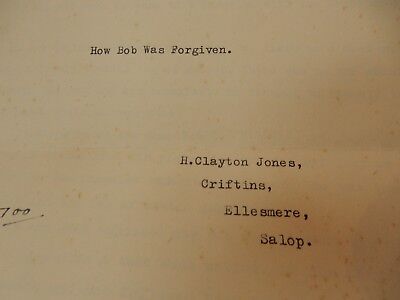 How Bob Was Forgiven.
H.Clayton Jones,
Criftins,
700
Ellesmere,
Salop.